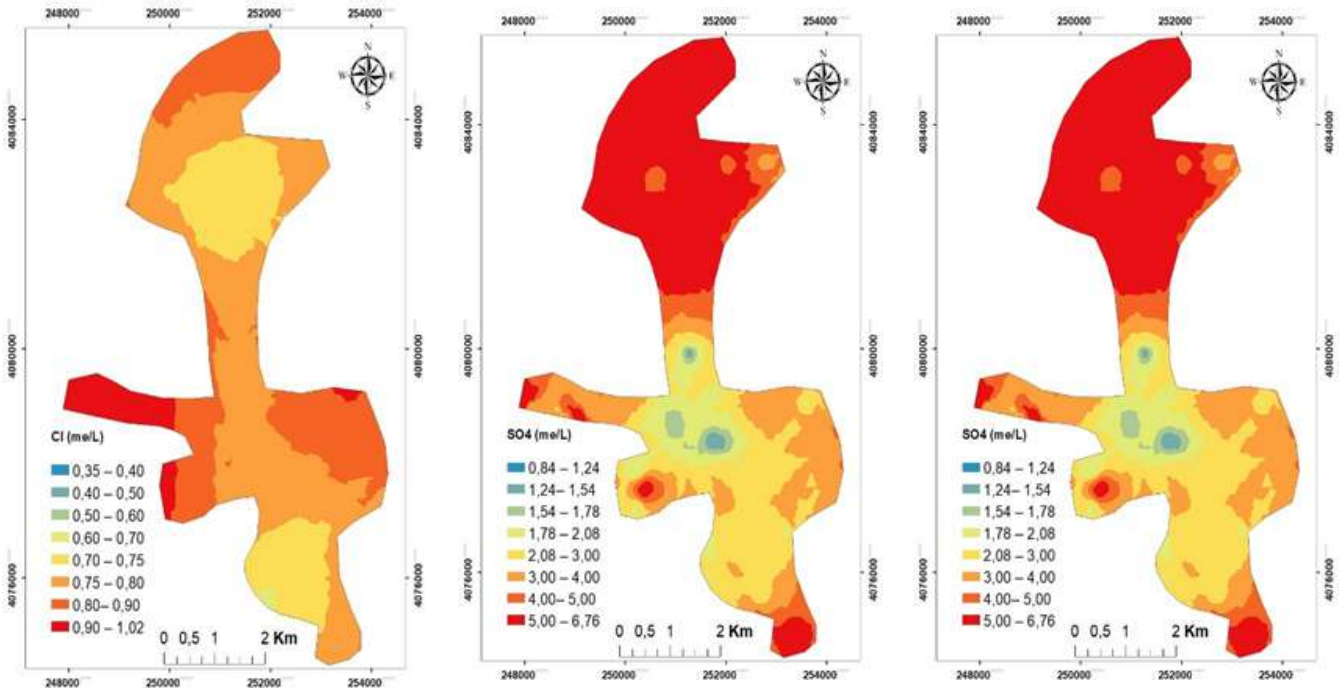 248000 250000 252000 254000
N
W E
S
4084000 4084000
4080000 4080000
4076000 4076000
Cl (me/L)
0,35 – 0,40
0,40 – 0,50
0,50 – 0,60
0,60 – 0,70
0,70 – 0,75
0,75 – 0,80
0,80– 0,90
0,90 – 1,02
0 0,5 1 2 Km
248000 250000 252000 254000
248000 250000 252000 254000
N
W E
S
4084000 4084000
4080000 4080000
4076000 4076000
SO4 (me/L)
0,84 – 1,24
1,24– 1,54
1,54 – 1,78
1,78 – 2,08
2,08 – 3,00
3,00 – 4,00
4,00– 5,00
5,00 – 6,76
0 0,5 1 2 Km
248000 250000 252000 254000
248000 250000 252000 254000
N
W E
S
4084000 4084000
4080000 4080000
4076000 4076000
SO4 (me/L)
0,84 – 1,24
1,24– 1,54
1,54 – 1,78
1,78 – 2,08
2,08 – 3,00
3,00 – 4,00
4,00– 5,00
5,00 – 6,76
0 0,5 1 2 Km
248000 250000 252000 254000